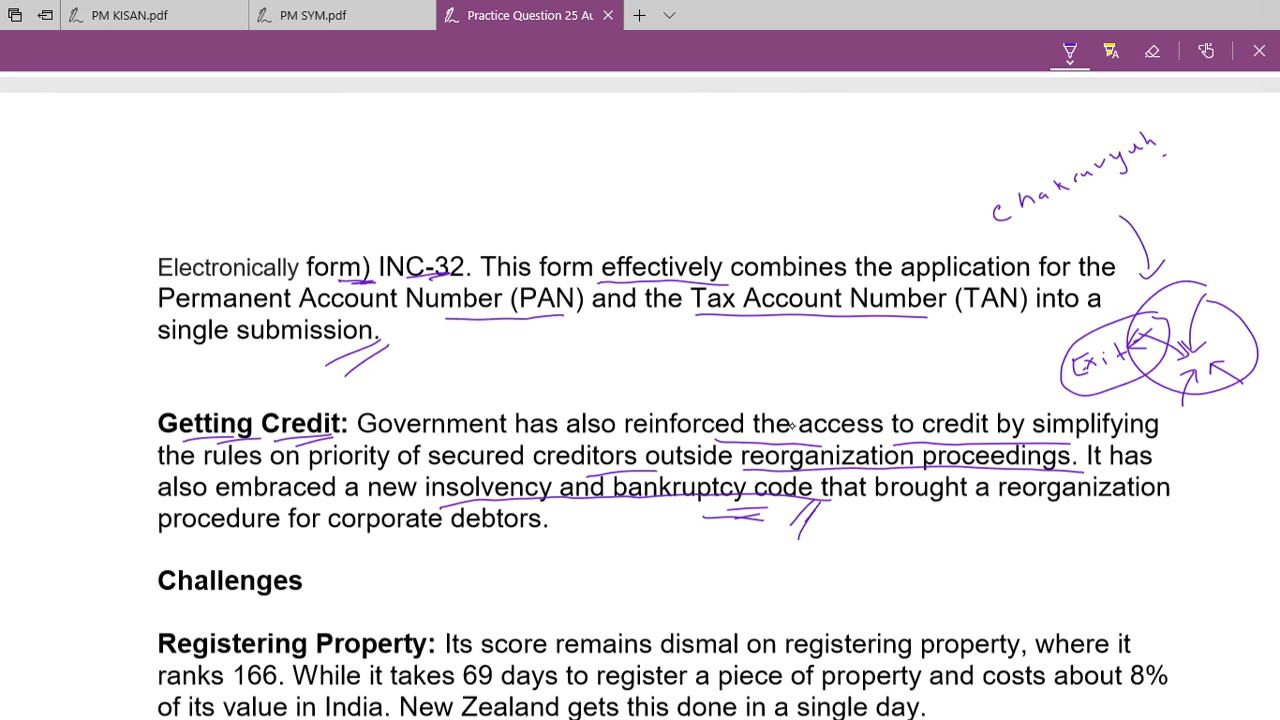 PM KISAN.pdf
PM SYM.pdf
Practice Question 25 Au
Chakravyuh
Electronically form) INC-32. This form effectively combines the application for the
Permanent Account Number (PAN) and the Tax Account Number (TAN) into a
single submission.
Exit
Getting Credit: Government has also reinforced the access to credit by simplifying
the rules on priority of secured creditors outside reorganization proceedings. It has
also embraced a new insolvency and bankruptcy code that brought a reorganization
procedure for corporate debtors.
Challenges
Registering Property: Its score remains dismal on registering property, where it
ranks 166. While it takes 69 days to register a piece of property and costs about 8%
of its value in India. New Zealand gets this done in a single day.